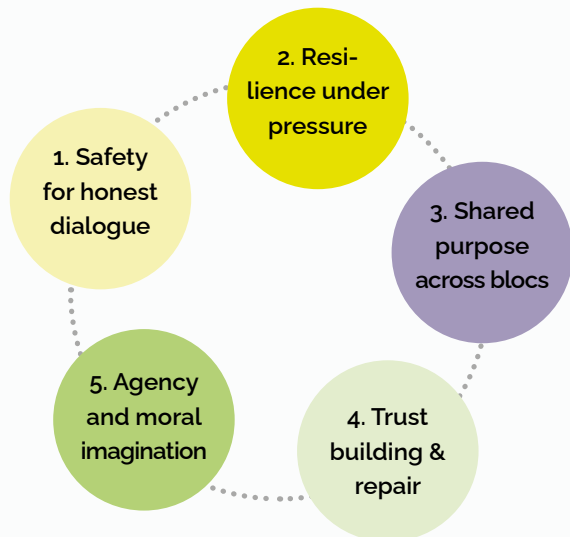 1. Safety
for honest
dialogue
2. Resi-
lience under
pressure
3. Shared
purpose
across blocs
4. Trust
building &
repair
5. Agency
and moral
imagination